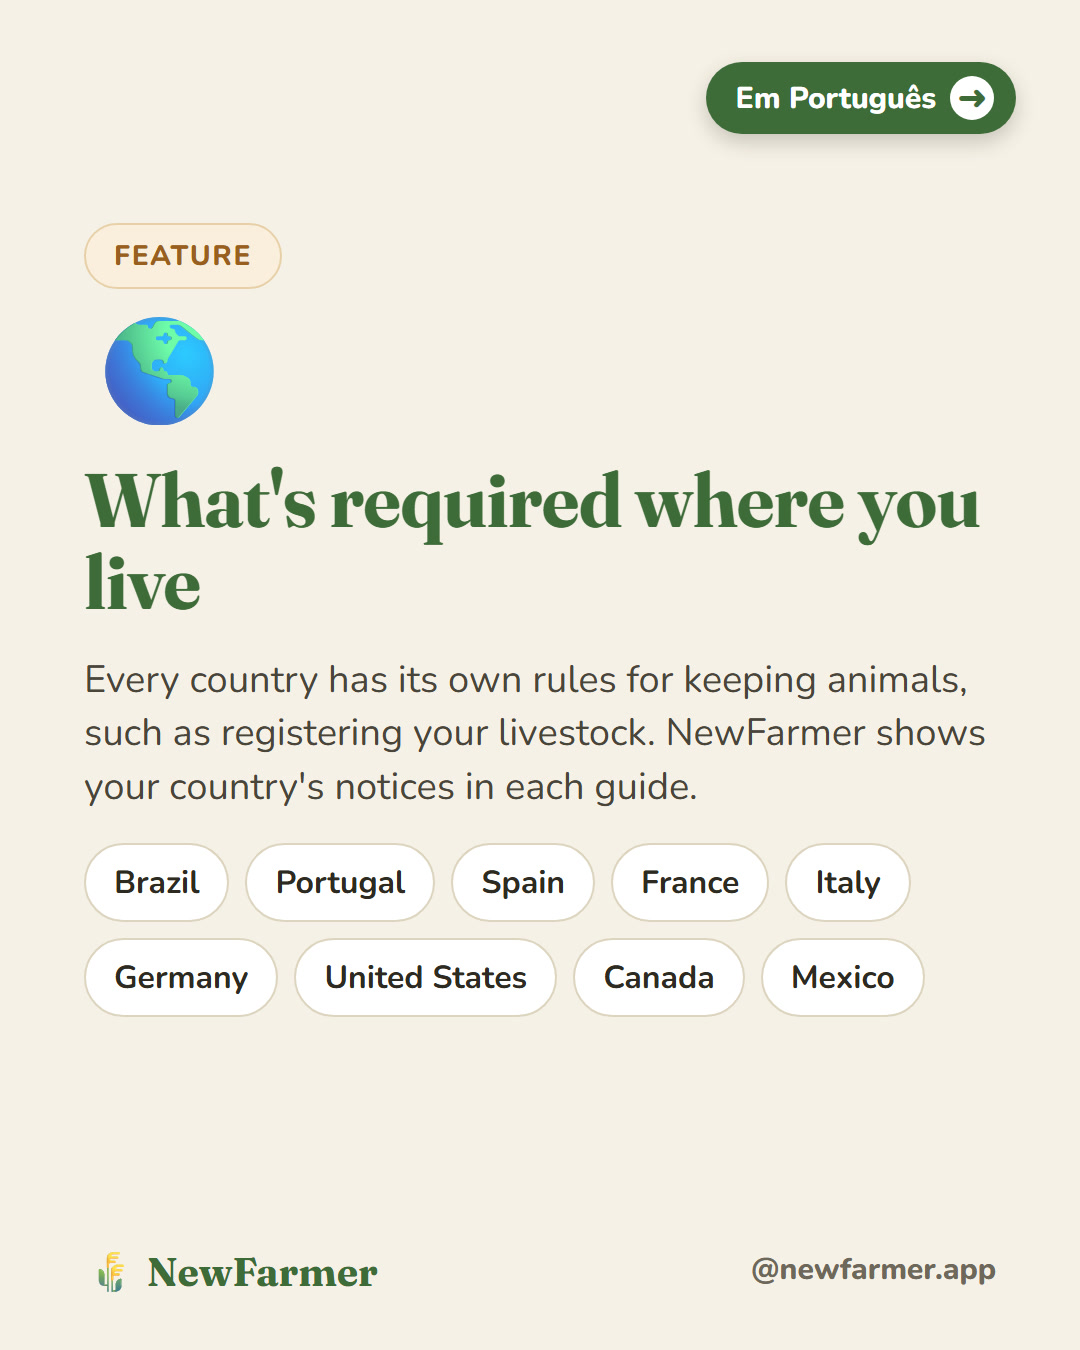 Em Português
FEATURE
What's required where you
live
Every country has its own rules for keeping animals,
such as registering your livestock. NewFarmer shows
your country's notices in each guide.
Brazil
Portugal
Spain
France
Italy
Germany
United States
Canada
Mexico
NewFarmer
@newfarmer.app